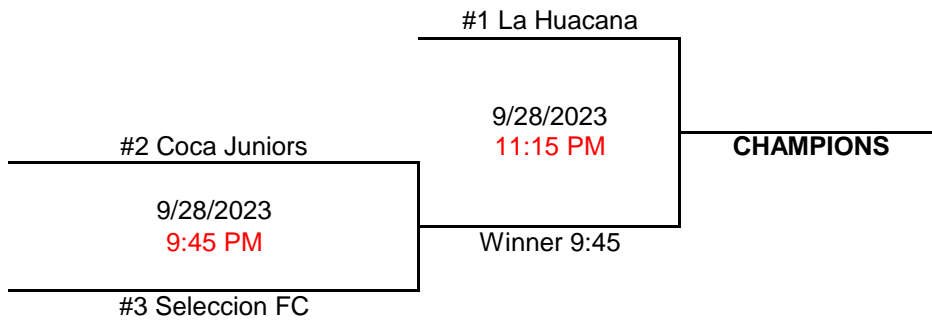 #1 La Huacana
9/28/2023
11:15 PM
#2 Coca Juniors
CHAMPIONS
9/28/2023
9:45 PM
Winner 9:45
#3 Seleccion FC